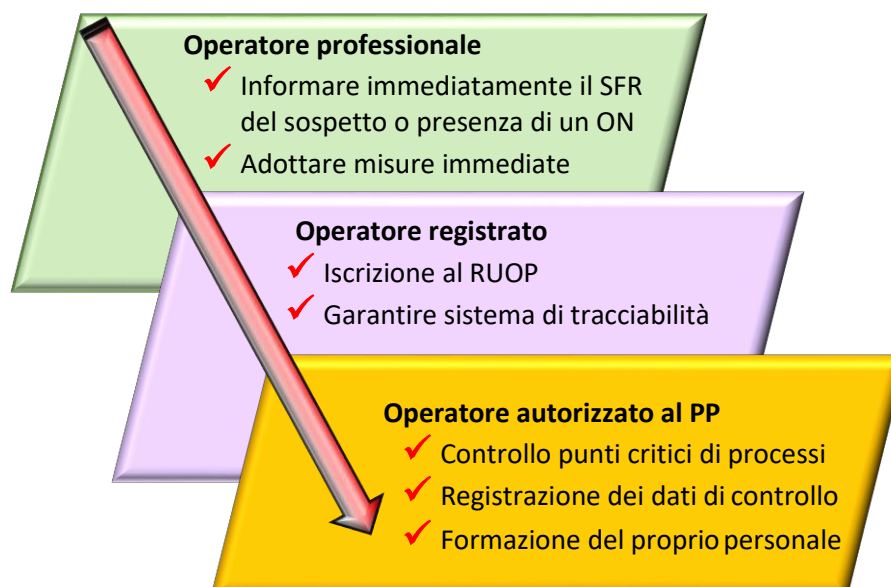 Operatore professionale
✓ Informare immediatamente il SFR
del sospetto o presenza di un ON
✓ Adottare misure immediate
Operatore registrato
✓ Iscrizione al RUOP
✓ Garantire sistema di tracciabilità
Operatore autorizzato al PP
✓ Controllo punti critici di processi
✓ Registrazione dei dati di controllo
✓ Formazione del proprio personale